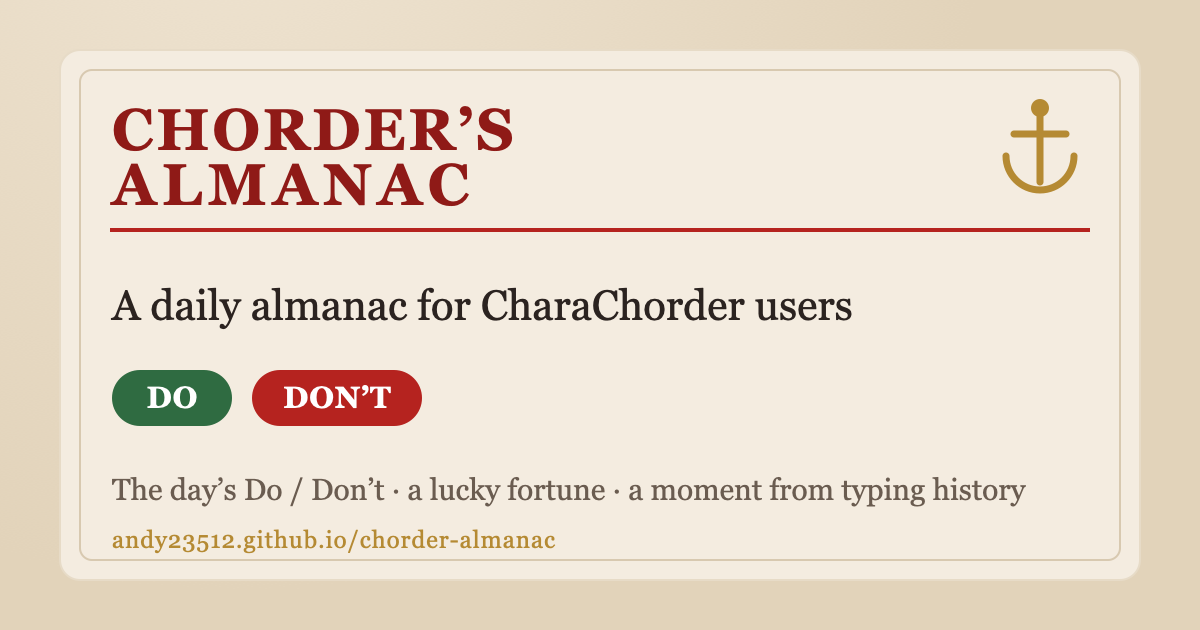 CHORDER’S
ALMANAC
A daily almanac for CharaChorder users
DO
DON’T
The day’s Do / Don’t · a lucky fortune · a moment from typing history
andy23512.github.io/chorder-almanac